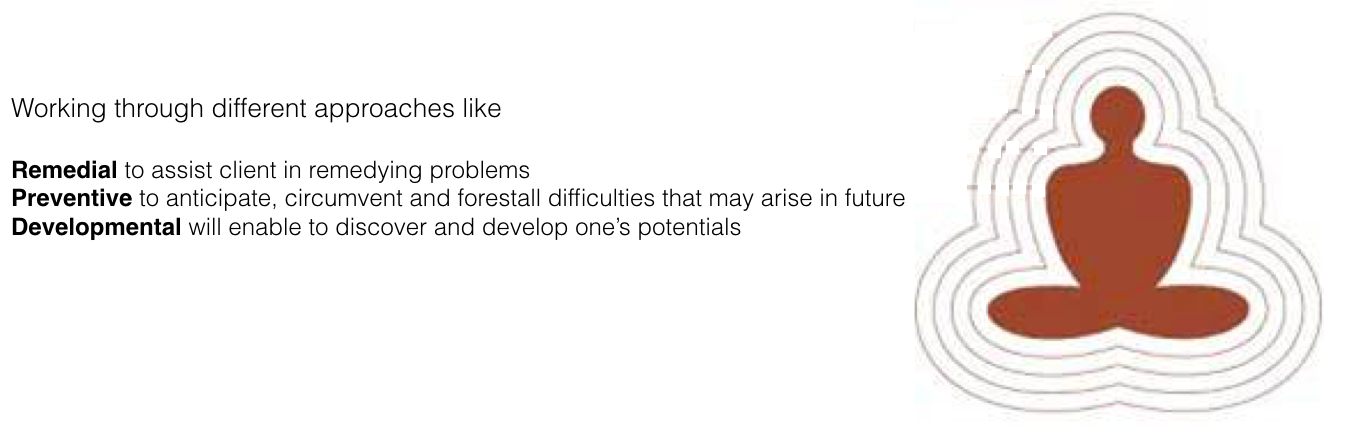 Working through different approaches like
Remedial to assist client in remedying problems
Preventive to anticipate, circumvent and forestall difficulties that may arise in future
Developmental will enable to discover and develop one’s potentials